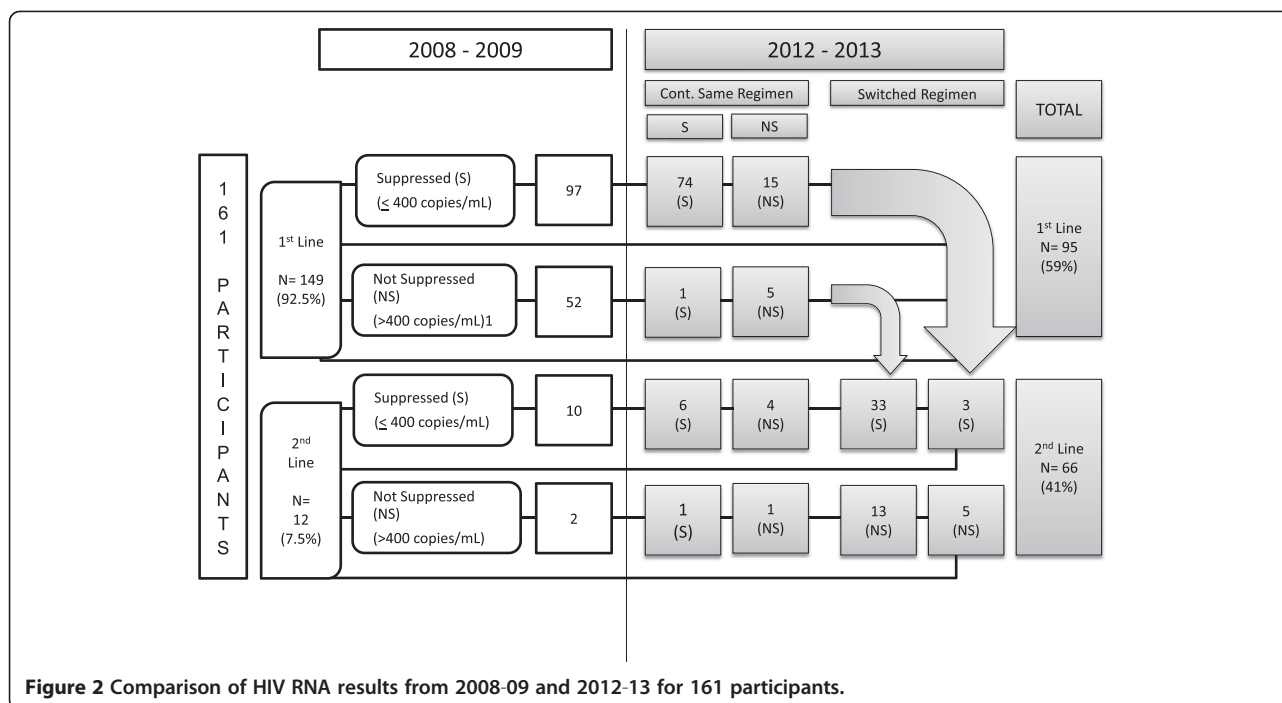 2008 - 2009
2012 - 2013
Cont. Same Regimen
Switched Regimen
TOTAL
S
NS
1
6
1
P
A
R
T
I
C
I
P
A
N
T
S
1st Line
N= 149
(92.5%)
Suppressed (S)
(≤ 400 copies/mL)
97
74
(S)
15
(NS)
Not Suppressed
(NS)
(>400 copies/mL)1
52
1
(S)
5
(NS)
1st Line
N= 95
(59%)
2nd
Line
N=
12
(7.5%)
Suppressed (S)
(≤ 400 copies/mL)
10
6
(S)
4
(NS)
33
(S)
3
(S)
Not Suppressed
(NS)
(>400 copies/mL)
2
1
(S)
1
(NS)
13
(NS)
5
(NS)
2nd Line
N= 66
(41%)
Figure 2 Comparison of HIV RNA results from 2008-09 and 2012-13 for 161 participants.